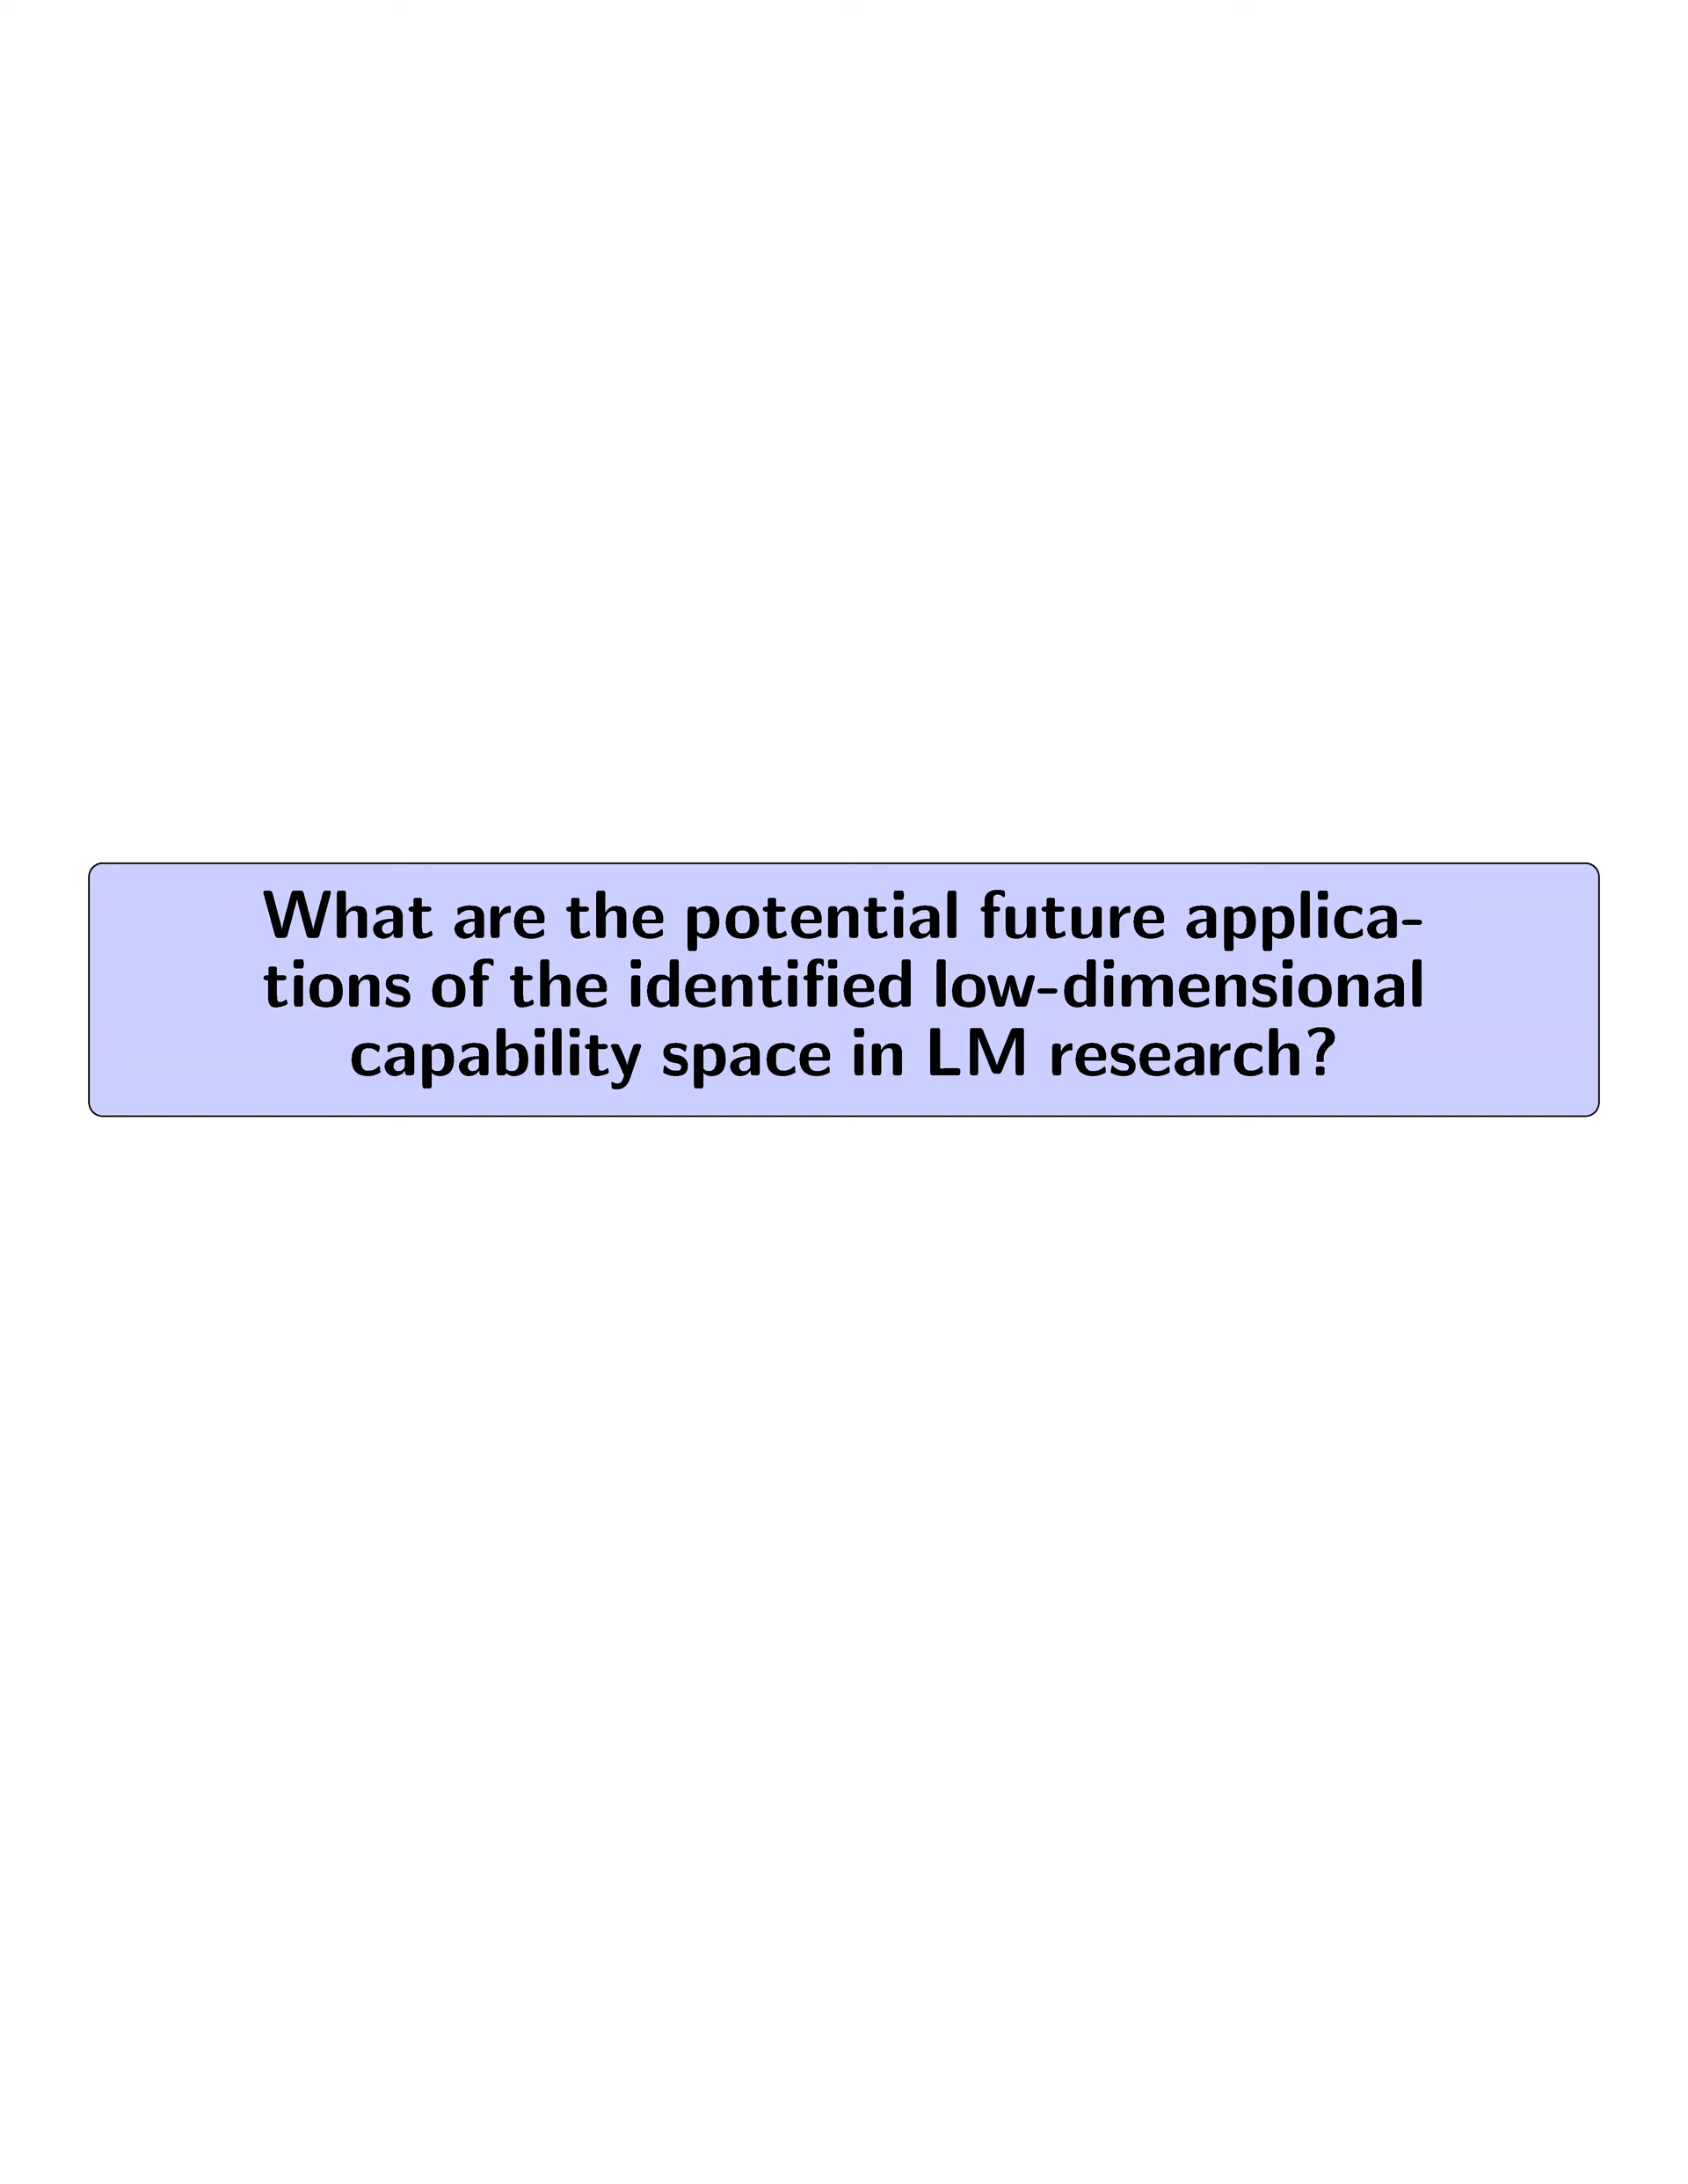 What are the potential future applica-
tions of the identified low-dimensional
capability space in LM research?